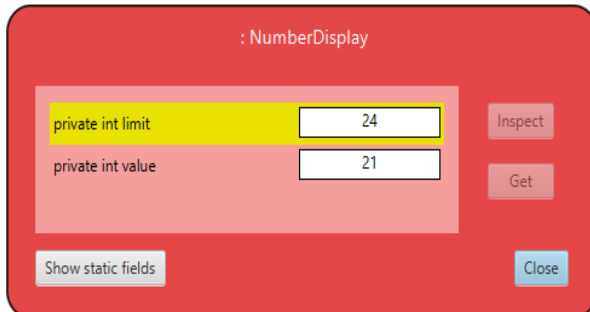 : NumberDisplay
private int limit 24
Inspect
private int value 21
Get
Show static fields
Close